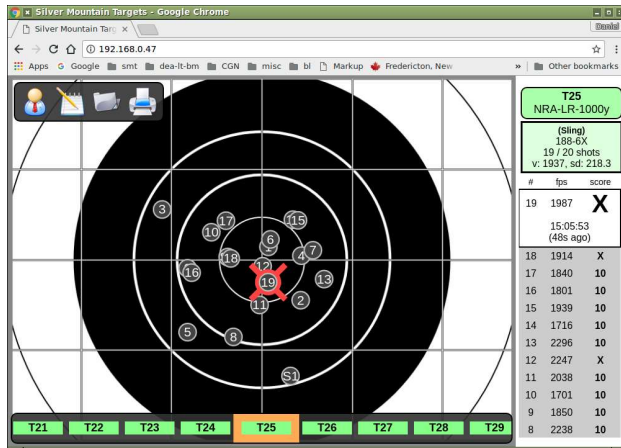 Silver Mountain Targets - Google Chrome
Silver Mountain Targ
Daniel
192.168.0.47
Apps Google smt dea-lt-bm CGN misc bl Markup Fredericton, New » Other bookmarks
T25
NRA-LR-1000y
(Sling)
188-6X
19 / 20 shots
v: 1937, sd: 218.3
# fps score
19 1987 X
15:05:53
(48s ago)
18 1914 X
17 1840 10
16 1801 10
15 1939 10
14 1716 10
13 2296 10
12 2247 X
11 2038 10
10 1701 10
9 1850 10
8 2238 10
3
17 15
10 6
1
18 4 7
12
16 19 13
11 2
5 8
S1
T21 T22 T23 T24 T25 T26 T27 T28 T29